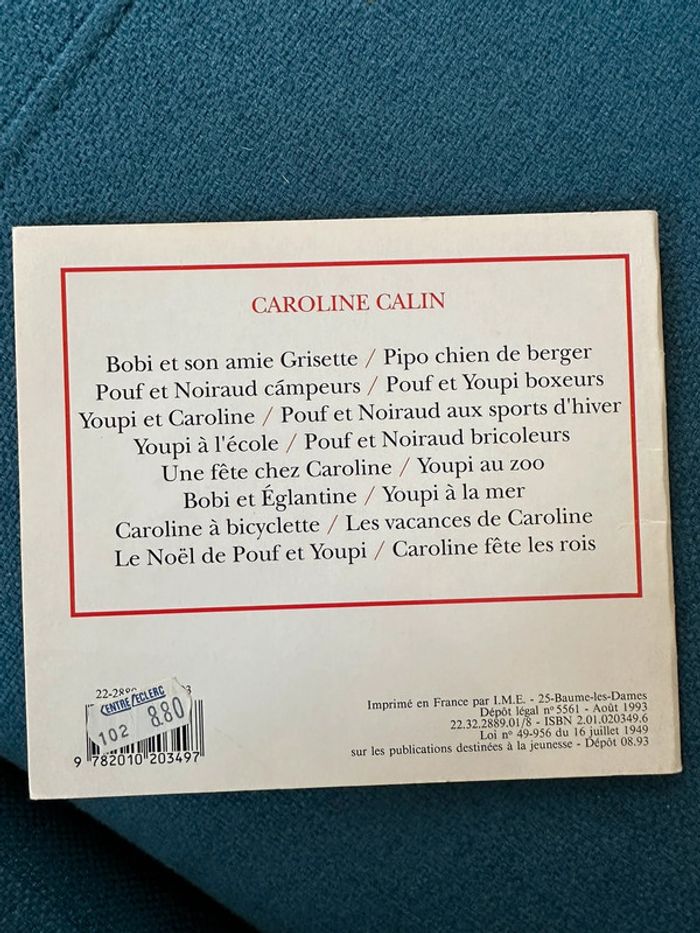 CAROLINE CALIN
Bobi et son amie Grisette / Pipo chien de berger
Pouf et Noiraud cámpeurs / Pouf et Youpi boxeurs
Youpi et Caroline / Pouf et Noiraud aux sports d'hiver
Youpi à l'école / Pouf et Noiraud bricoleurs
Une fête chez Caroline / Youpi au zoo
Bobi et Églantine / Youpi à la mer
Caroline à bicyclette / Les vacances de Caroline
Le Noël de Pouf et Youpi / Caroline fête les rois
CENTRE LECLERC
102 8.80
9 782010 203497
Imprimé en France par I.M.E. - 25-Baume-les-Dames
Dépôt légal n° 5561 - Août 1993
22.32.2889.01/8 - ISBN 2.01.020349.6
Loi n° 49-956 du 16 juillet 1949
sur les publications destinées à la jeunesse - Dépôt 08.93